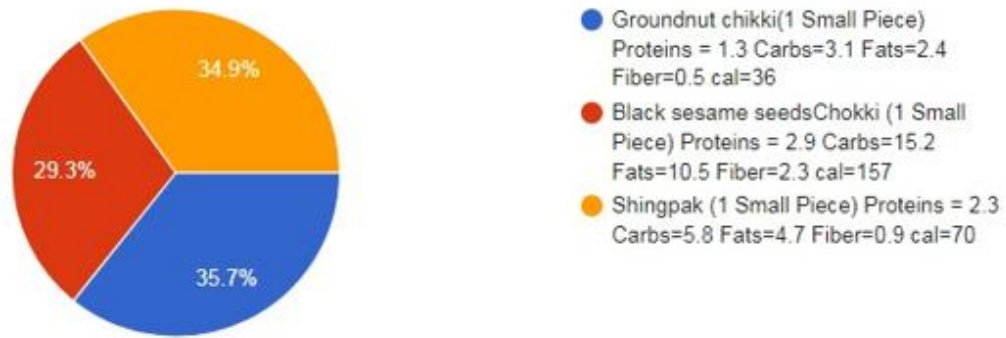 34.9%
29.3%
35.7%
Groundnut chikki(1 Small Piece)
Proteins = 1.3 Carbs=3.1 Fats=2.4
Fiber=0.5 cal=36
Black sesame seedsChokki (1 Small
Piece) Proteins = 2.9 Carbs=15.2
Fats=10.5 Fiber=2.3 cal=157
Shingpak (1 Small Piece) Proteins = 2.3
Carbs=5.8 Fats=4.7 Fiber=0.9 cal=70